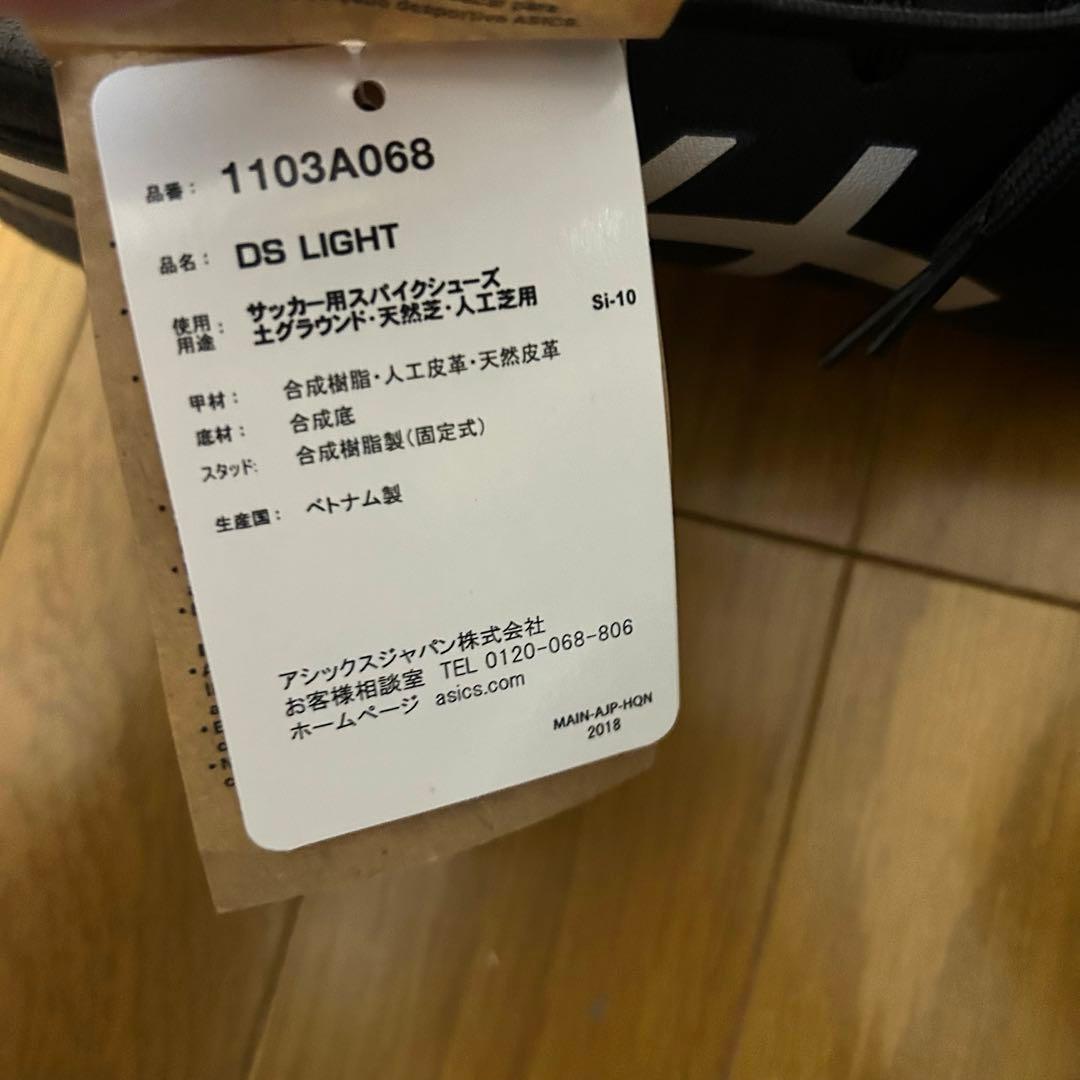 desportivo ASICS.
品番： 1103A068
品名： DS LIGHT
使用用途： サッカー用スパイクシューズ
土グラウンド・天然芝・人工芝用
Si-10
甲材： 合成樹脂・人工皮革・天然皮革
底材： 合成底
スタッド: 合成樹脂製(固定式)
生産国： ベトナム製
アシックスジャパン株式会社
お客様相談室 TEL 0120-068-806
ホームページ asics.com
MAIN-AJP-HQN
2018